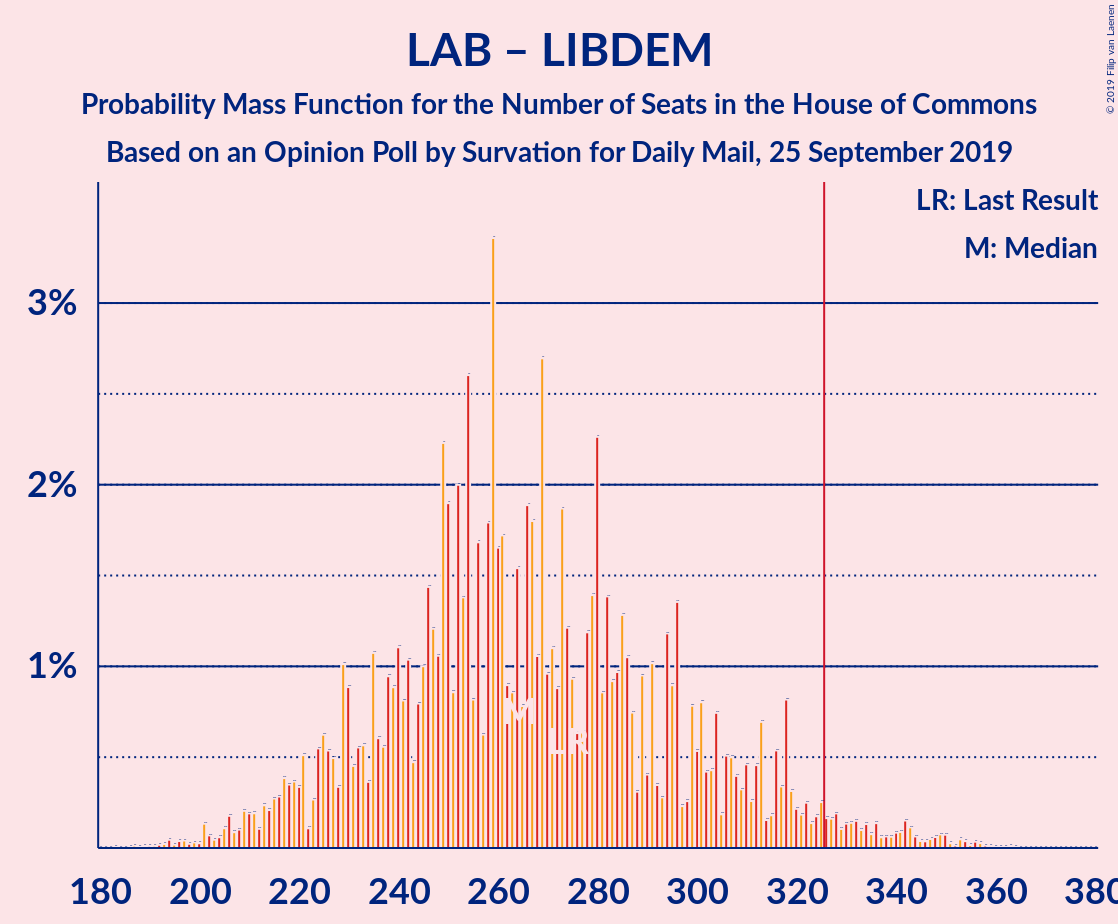 LAB – LIBDEM
Probability Mass Function for the Number of Seats in the House of Commons
Based on an Opinion Poll by Survation for Daily Mail, 25 September 2019
© 2019 Filip van Laenen
LR: Last Result
M: Median
3%
2%
1%
M
LR
180 200 220 240 260 280 300 320 340 360 380